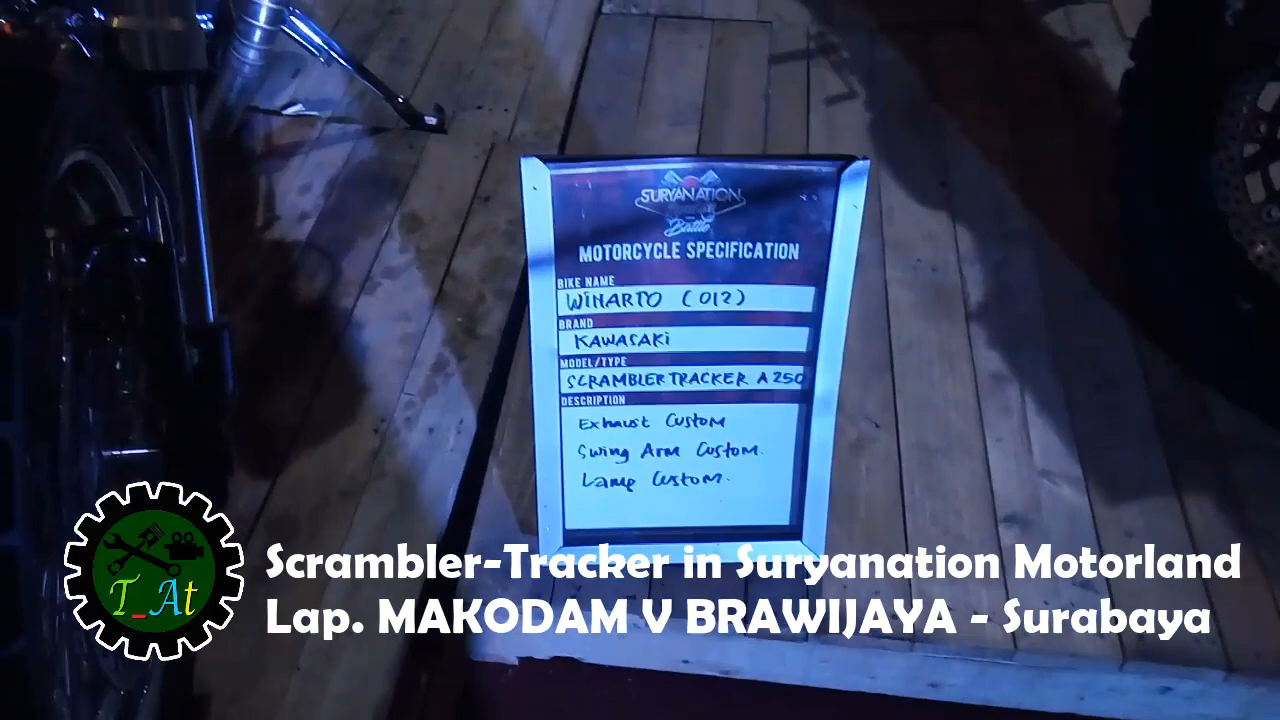 SURYANATION
Battle
MOTORCYCLE SPECIFICATION
BIKE NAME
WINARTO (012)
BRAND
KAWASAKi
MODEL/TYPE
SCRAMBLER TRACKER A 250
DESCRIPTION
Exhaust Custom
Swing Arm Custom.
Lamp Custom.
T_At
Scrambler-Tracker in Suryanation Motorland
Lap. MAKODAM V BRAWIJAYA - Surabaya